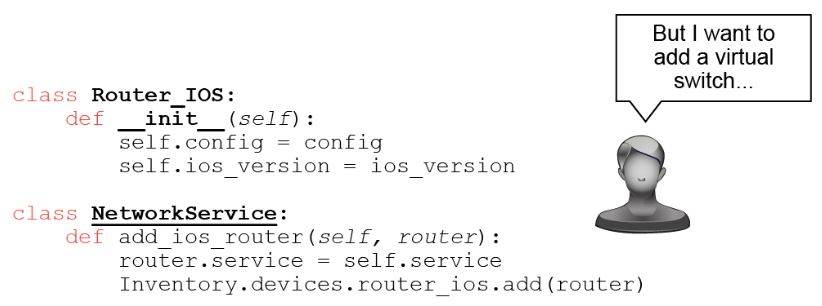 But I want to
add a virtual
switch...
class Router_IOS:
    def __init__(self):
        self.config = config
        self.ios_version = ios_version
class NetworkService:
    def add_ios_router(self, router):
        router.service = self.service
        Inventory.devices.router_ios.add(router)